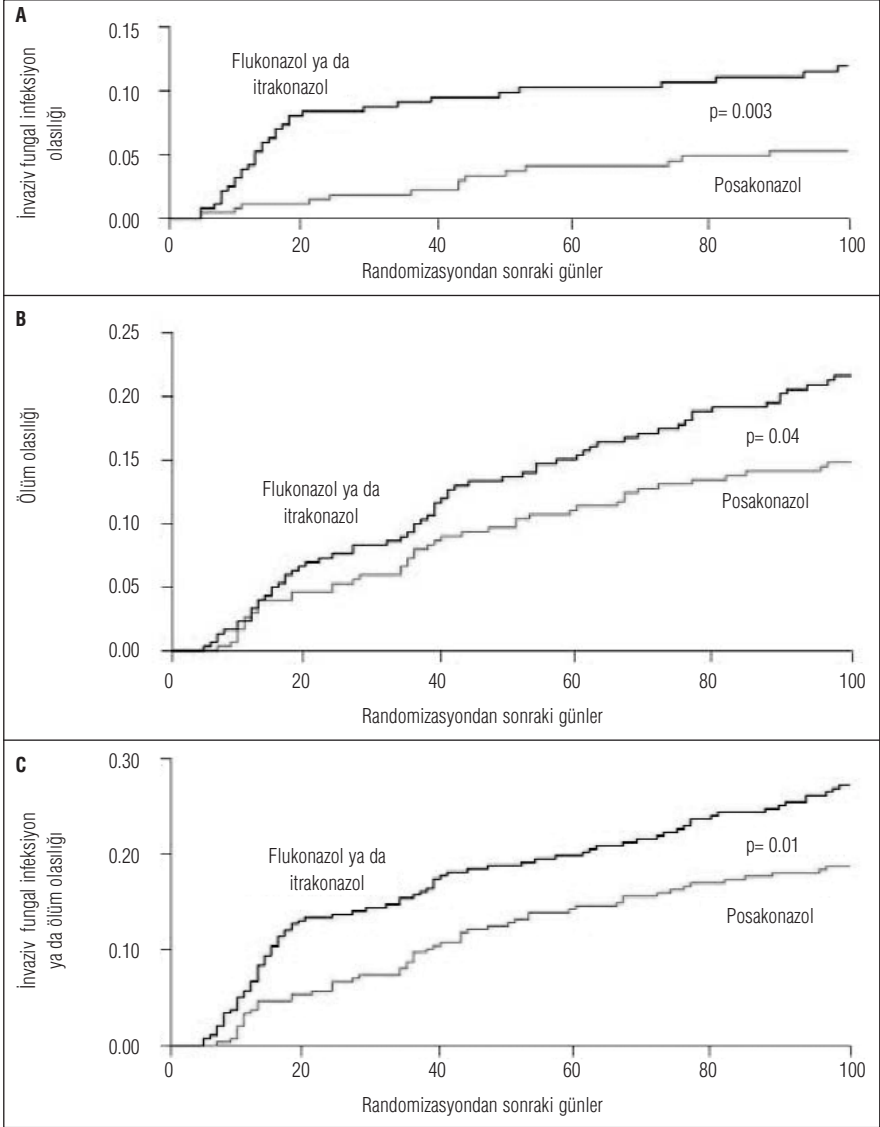 A
İnvaziv fungal infeksiyon
olasılığı
0.15
0.10
0.05
0.00
Flukonazol ya da
itrakonazol
p= 0.003
Posakonazol
0
20
40
60
80
100
Randomizasyondan sonraki günler
B
Ölüm olasılığı
0.25
0.20
0.15
0.10
0.05
0.00
Flukonazol ya da
itrakonazol
p= 0.04
Posakonazol
0
20
40
60
80
100
Randomizasyondan sonraki günler
C
İnvaziv fungal infeksiyon
ya da ölüm olasılığı
0.30
0.20
0.10
0.00
Flukonazol ya da
itrakonazol
p= 0.01
Posakonazol
0
20
40
60
80
100
Randomizasyondan sonraki günler